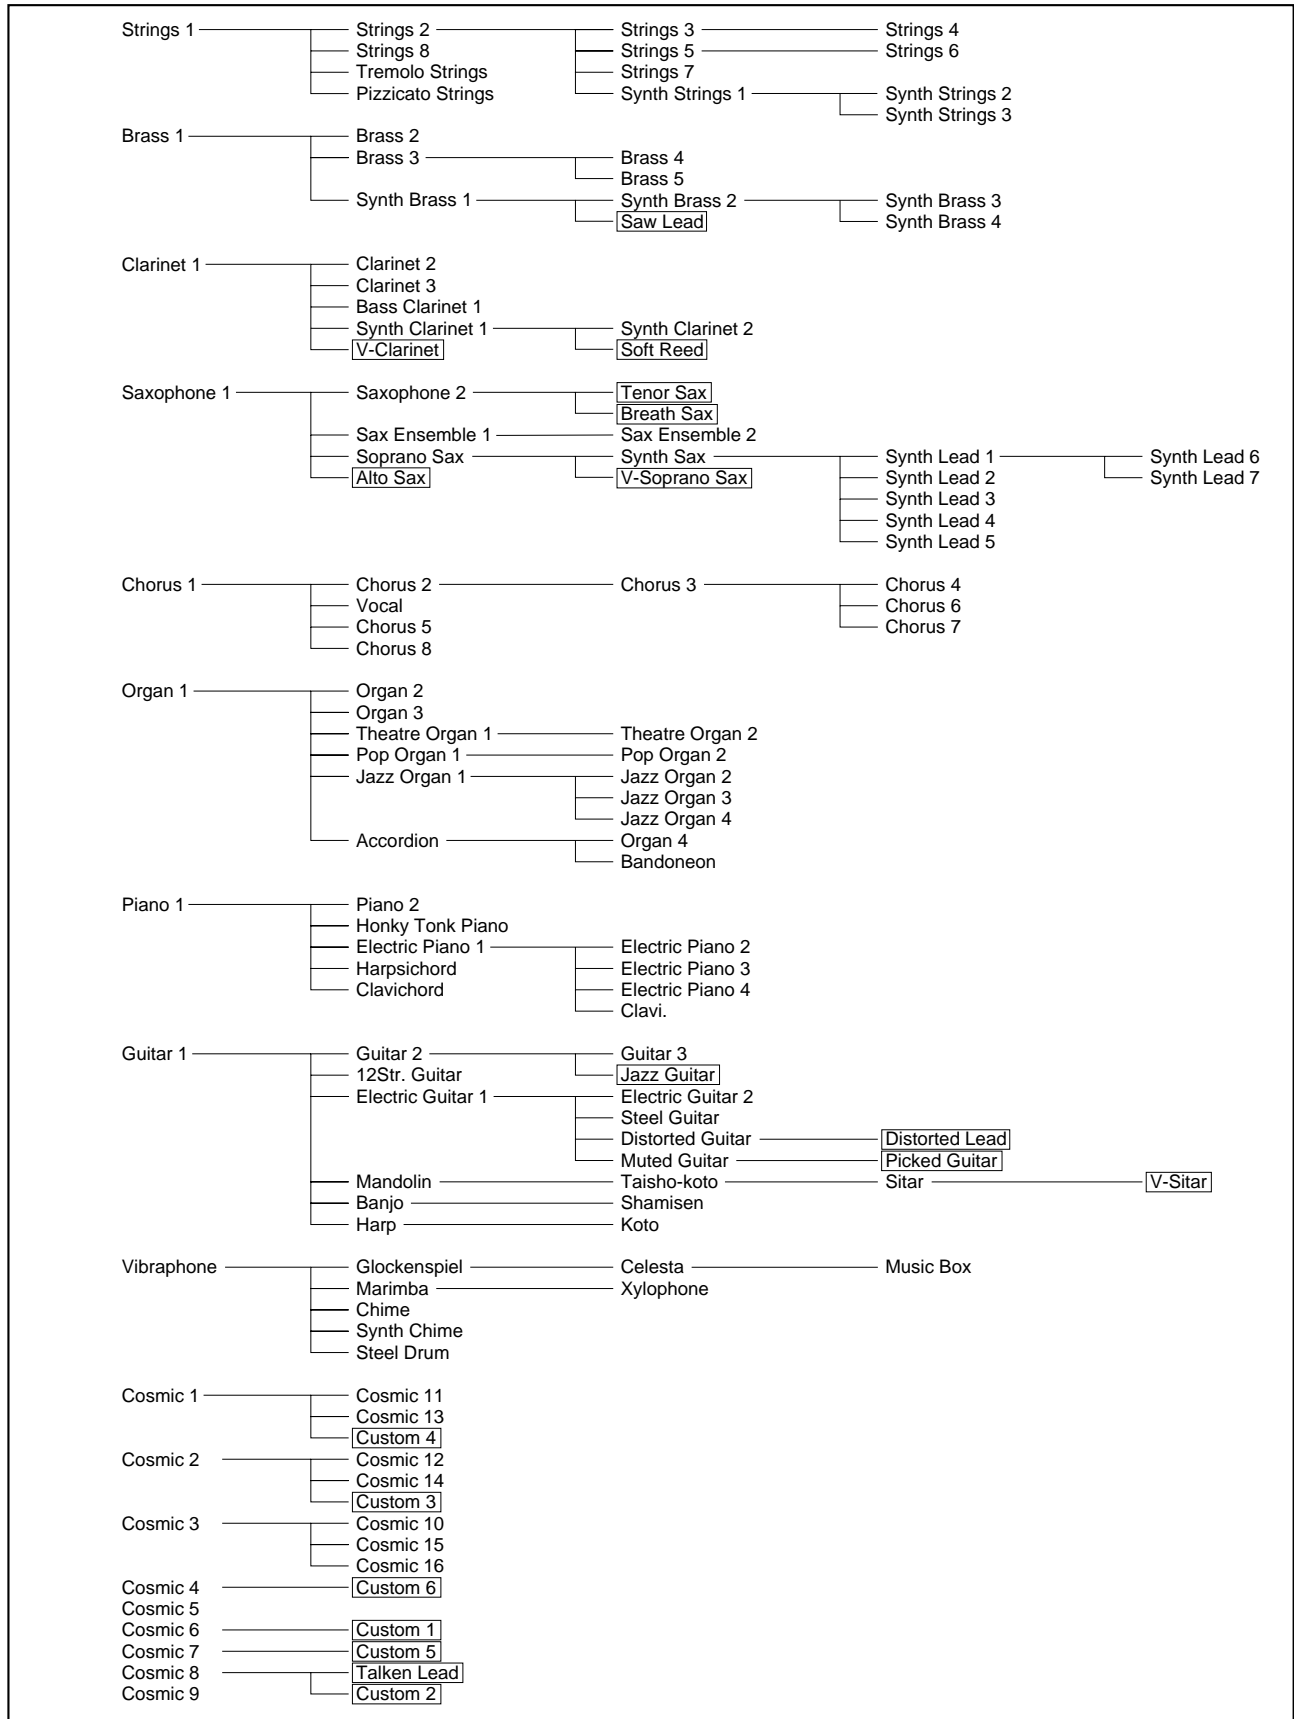 Strings 1 Strings 2 Strings 3 Strings 4
Strings 8 Strings 5 Strings 6
Tremolo Strings Strings 7
Pizzicato Strings Synth Strings 1 Synth Strings 2
Synth Strings 3
Brass 1 Brass 2
Brass 3 Brass 4
Brass 5
Synth Brass 1 Synth Brass 2 Synth Brass 3
Saw Lead Synth Brass 4
Clarinet 1 Clarinet 2
Clarinet 3
Bass Clarinet 1
Synth Clarinet 1 Synth Clarinet 2
V-Clarinet Soft Reed
Saxophone 1 Saxophone 2 Tenor Sax
Breath Sax
Sax Ensemble 1 Sax Ensemble 2
Soprano Sax Synth Sax Synth Lead 1 Synth Lead 6
Alto Sax V-Soprano Sax Synth Lead 2 Synth Lead 7
Synth Lead 3
Synth Lead 4
Synth Lead 5
Chorus 1 Chorus 2 Chorus 3 Chorus 4
Vocal Chorus 6
Chorus 5 Chorus 7
Chorus 8
Organ 1 Organ 2
Organ 3
Theatre Organ 1 Theatre Organ 2
Pop Organ 1 Pop Organ 2
Jazz Organ 1 Jazz Organ 2
Jazz Organ 3
Jazz Organ 4
Accordion Organ 4
Bandoneon
Piano 1 Piano 2
Honky Tonk Piano
Electric Piano 1 Electric Piano 2
Harpsichord Electric Piano 3
Clavichord Electric Piano 4
Clavi.
Guitar 1 Guitar 2 Guitar 3
12Str. Guitar Jazz Guitar
Electric Guitar 1 Electric Guitar 2
Steel Guitar
Distorted Guitar Distorted Lead
Muted Guitar Picked Guitar
Mandolin Taisho-koto Sitar V-Sitar
Banjo Shamisen
Harp Koto
Vibraphone Glockenspiel Celesta Music Box
Marimba Xylophone
Chime
Synth Chime
Steel Drum
Cosmic 1 Cosmic 11
Cosmic 13
Custom 4
Cosmic 2 Cosmic 12
Cosmic 14
Custom 3
Cosmic 3 Cosmic 10
Cosmic 15
Cosmic 16
Cosmic 4 Custom 6
Cosmic 5
Cosmic 6 Custom 1
Cosmic 7 Custom 5
Cosmic 8 Talken Lead
Cosmic 9 Custom 2